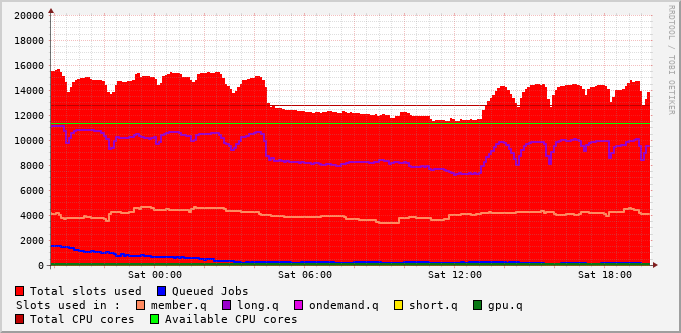 20000
18000
16000
14000
12000
10000
8000
6000
4000
2000
0
Sat 00:00 Sat 06:00 Sat 12:00 Sat 18:00
RRDTOOL / TOBI OETIKER
Total slots used Queued Jobs
Slots used in : member.q long.q ondemand.q short.q gpu.q
Total CPU cores Available CPU cores